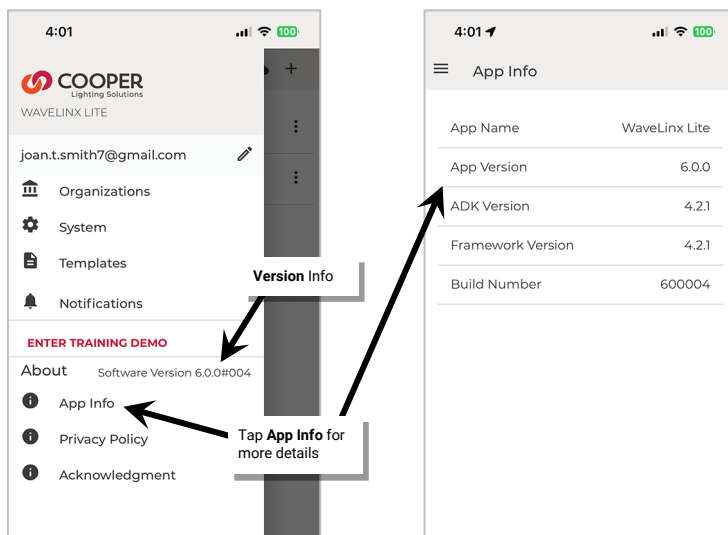 4:01
100
COOPER
Lighting Solutions
WAVELINX LITE
joan.t.smith7@gmail.com
Organizations
System
Templates
Notifications
ENTER TRAINING DEMO
About Software Version 6.0.0#004
App Info
Privacy Policy
Acknowledgment
Version Info
Tap App Info for
more details
4:01
100
App Info
App Name WaveLinx Lite
App Version 6.0.0
ADK Version 4.2.1
Framework Version 4.2.1
Build Number 600004